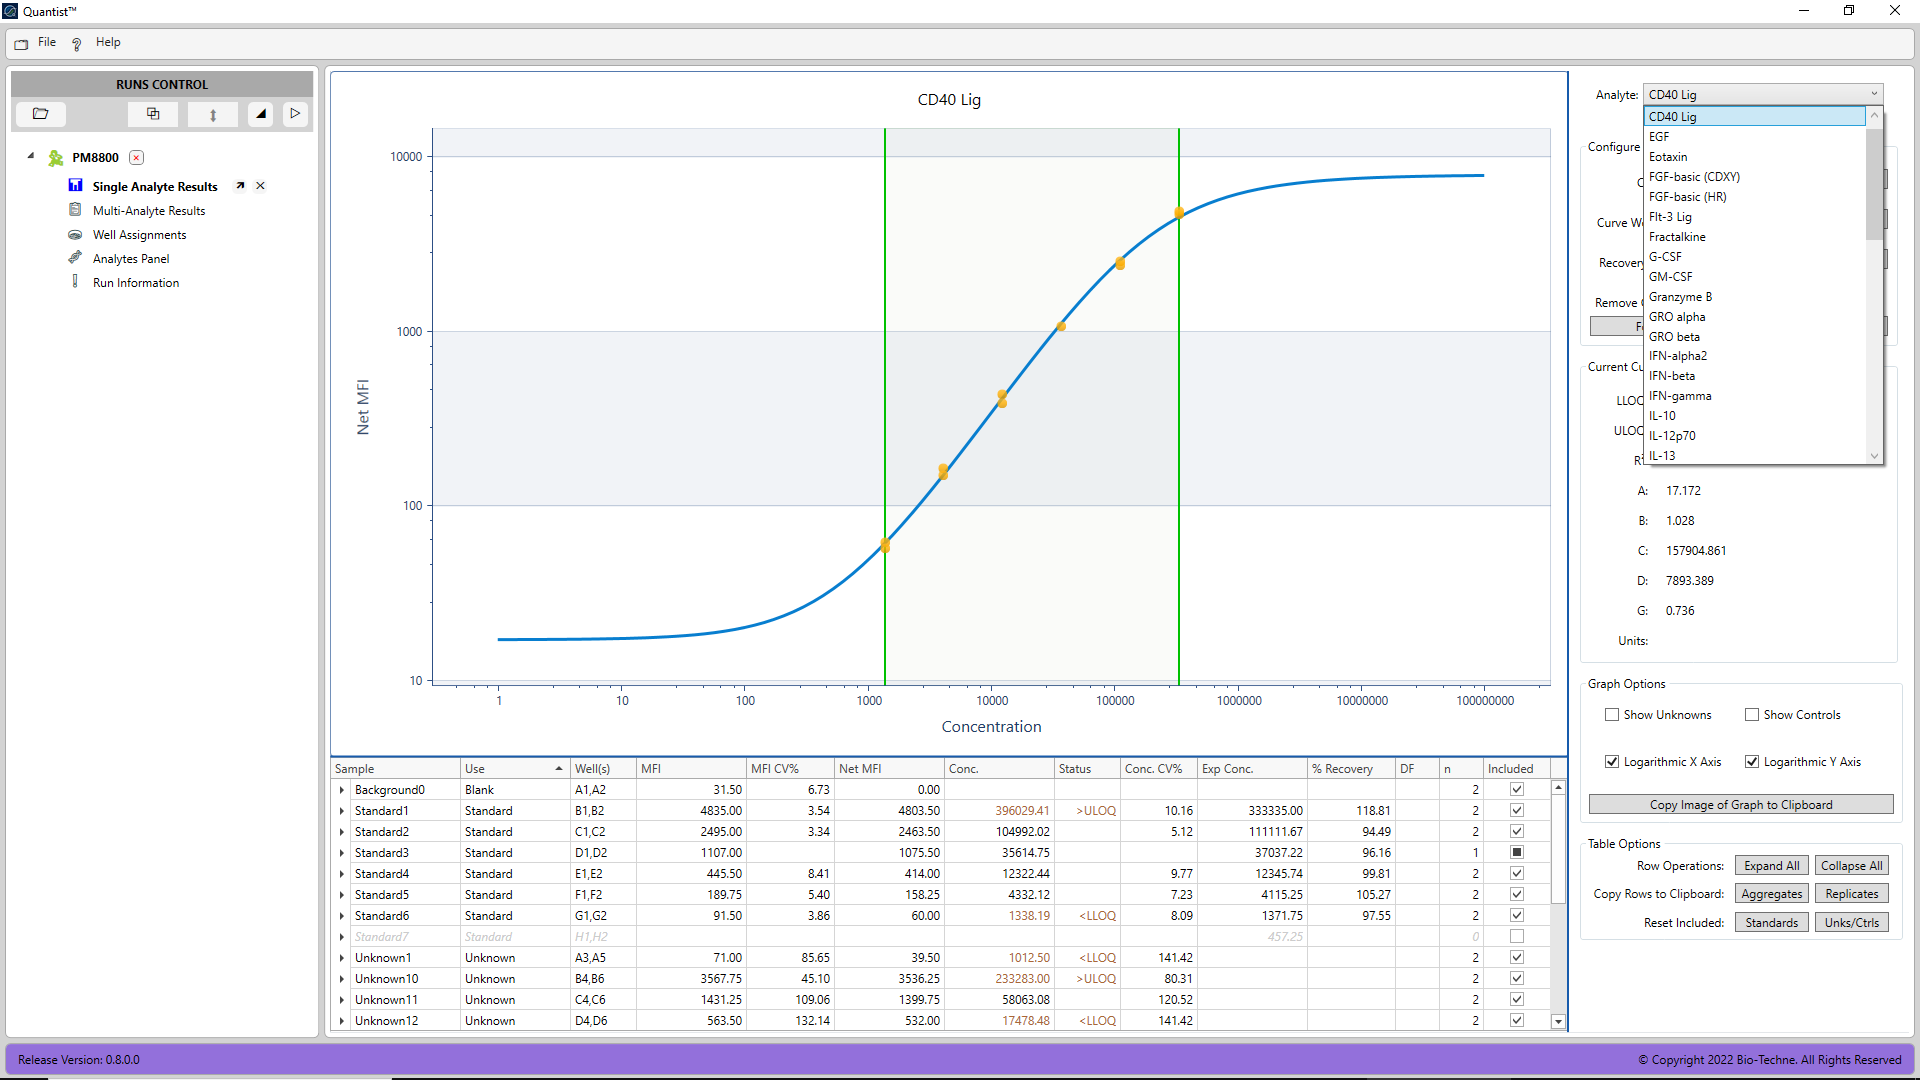 Quantist™
File ? Help
RUNS CONTROL
PM8800
Single Analyte Results
Multi-Analyte Results
Well Assignments
Analytes Panel
Run Information
CD40 Lig
Net MFI
10000
1000
100
10
1 10 100 1000 10000 100000 1000000 10000000 100000000
Concentration
Analyte: CD40 Lig
CD40 Lig
EGF
Eotaxin
FGF-basic (CDXY)
FGF-basic (HR)
Flt-3 Lig
Fractalkine
G-CSF
GM-CSF
Granzyme B
GRO alpha
GRO beta
IFN-alpha2
IFN-beta
IFN-gamma
IL-10
IL-12p70
IL-13
Configure
Recovery
Remove
A: 17.172
B: 1.028
C: 157904.861
D: 7893.389
G: 0.736
Units:
Graph Options
Show Unknowns Show Controls
Logarithmic X Axis Logarithmic Y Axis
Copy Image of Graph to Clipboard
Table Options
Row Operations: Expand All Collapse All
Copy Rows to Clipboard: Aggregates Replicates
Reset Included: Standards Unks/Ctrls
Sample Use Well(s) MFI MFI CV% Net MFI Conc. Status Conc. CV% Exp Conc. % Recovery DF n Included
Background0 Blank A1,A2 31.50 6.73 0.00 2
Standard1 Standard B1,B2 4835.00 3.54 4803.50 396029.41 >ULOQ 10.16 333335.00 118.81 2
Standard2 Standard C1,C2 2495.00 3.34 2463.50 104992.02 5.12 111111.67 94.49 2
Standard3 Standard D1,D2 1107.00 1075.50 35614.75 37037.22 96.16 1
Standard4 Standard E1,E2 445.50 8.41 414.00 12322.44 9.77 12345.74 99.81 2
Standard5 Standard F1,F2 189.75 5.40 158.25 4332.12 7.23 4115.25 105.27 2
Standard6 Standard G1,G2 91.50 3.86 60.00 1338.19 <LLOQ 8.09 1371.75 97.55 2
Standard7 Standard H1,H2 457.25 0
Unknown1 Unknown A3,A5 71.00 85.65 39.50 1012.50 <LLOQ 141.42 2
Unknown10 Unknown B4,B6 3567.75 45.10 3536.25 233283.00 >ULOQ 80.31 2
Unknown11 Unknown C4,C6 1431.25 109.06 1399.75 58063.08 120.52 2
Unknown12 Unknown D4,D6 563.50 132.14 532.00 17478.48 <LLOQ 141.42 2
Release Version: 0.8.0.0
© Copyright 2022 Bio-Techne. All Rights Reserved